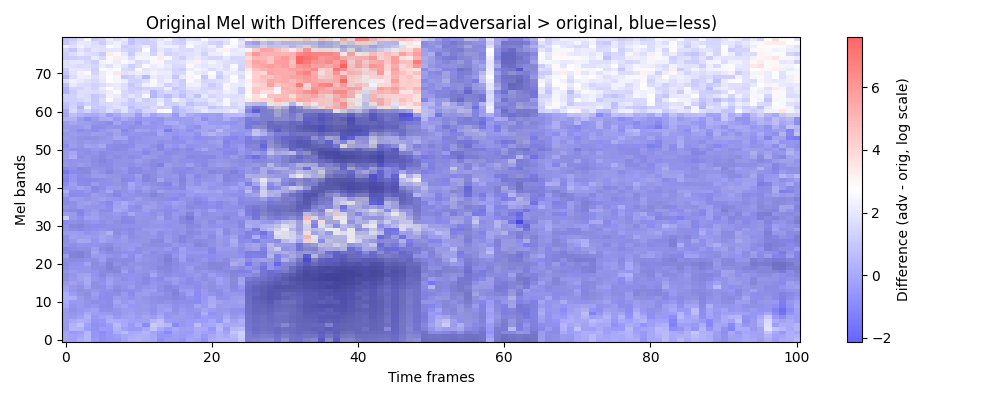 Original Mel with Differences (red=adversarial > original, blue=less)
Mel bands
70
60
50
40
30
20
10
0
0 20 40 60 80 100
Time frames
6
4
2
0
−2
Difference (adv - orig, log scale)